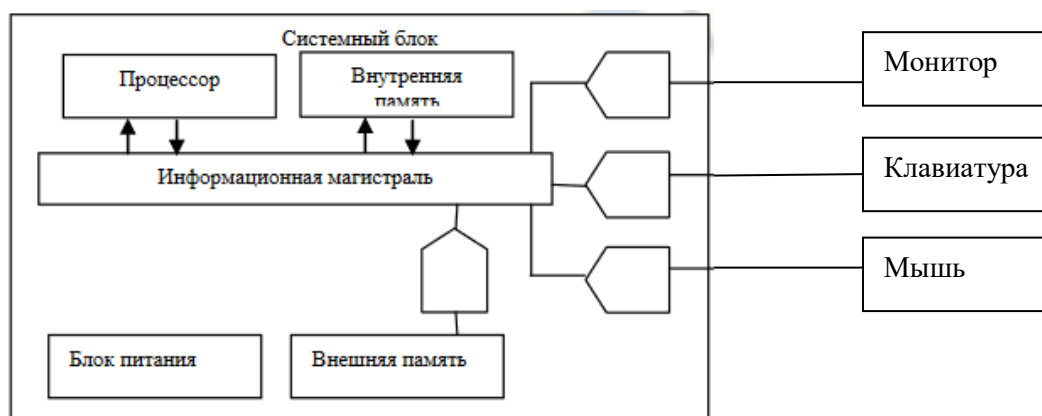 Системный блок
Процессор
Внутренняя
память
Информационная магистраль
Блок питания
Внешняя память
Монитор
Клавиатура
Мышь